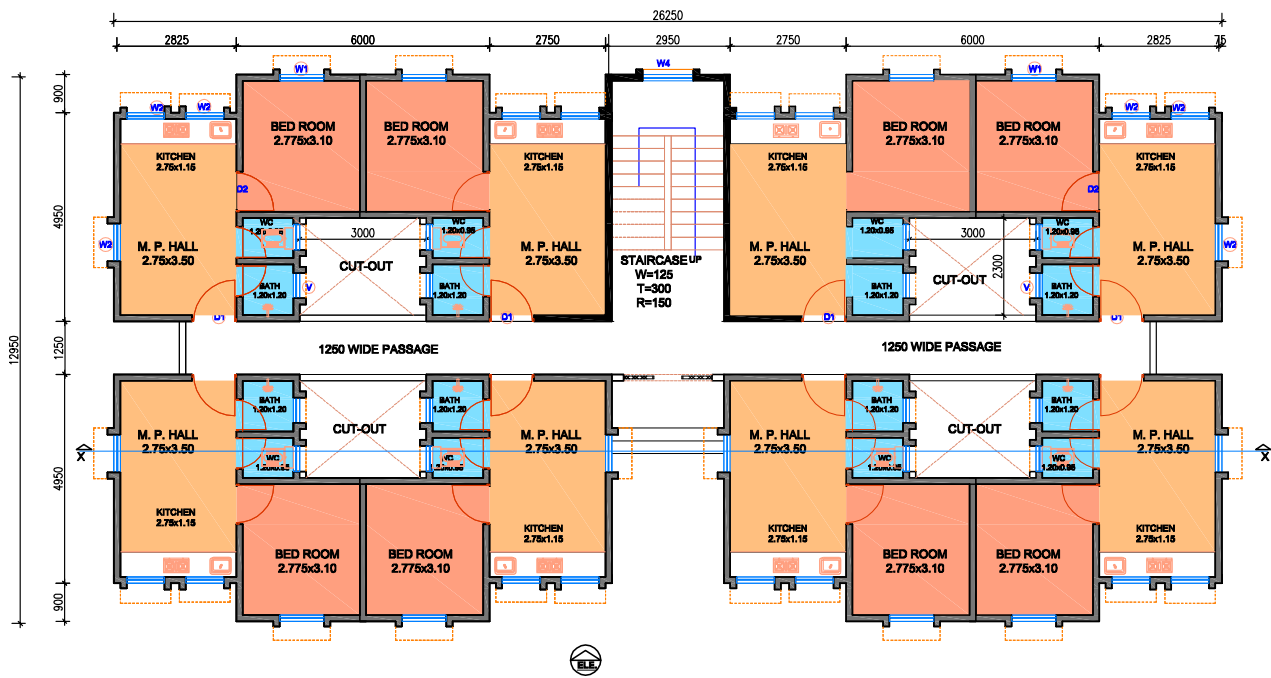 26250
2825 6000 2750 2950 2750 6000 2825 75
W1 W4 W1
900
W2 W2 W2 W2
BED ROOM BED ROOM BED ROOM BED ROOM
2.775x3.10 2.775x3.10 2.775x3.10 2.775x3.10
KITCHEN KITCHEN KITCHEN KITCHEN
2.75x1.15 2.75x1.15 2.75x1.15 2.75x1.15
D2 D2
4950
WC WC WC WC
1.20x0.95 1.20x0.95 1.20x0.95
3000 3000
W2 M. P. HALL M. P. HALL M. P. HALL M. P. HALL W2
2.75x3.50 2.75x3.50 2.75x3.50 2.75x3.50
CUT-OUT CUT-OUT
2300
STAIRCASE UP
W=125
T=300
R=150
BATH BATH BATH BATH
1.20x1.20 1.20x1.20 1.20x1.20 1.20x1.20
V V
D1 D1 D1 D1
12950
1250
1250 WIDE PASSAGE 1250 WIDE PASSAGE
BATH BATH BATH BATH
1.20x1.20 1.20x1.20 1.20x1.20 1.20x1.20
M. P. HALL CUT-OUT M. P. HALL M. P. HALL CUT-OUT M. P. HALL
2.75x3.50 2.75x3.50 2.75x3.50 2.75x3.50
X X
WC WC WC WC
1.20x0.95
4950
KITCHEN KITCHEN KITCHEN KITCHEN
2.75x1.15 2.75x1.15 2.75x1.15 2.75x1.15
BED ROOM BED ROOM BED ROOM BED ROOM
2.775x3.10 2.775x3.10 2.775x3.10 2.775x3.10
900
ELE.